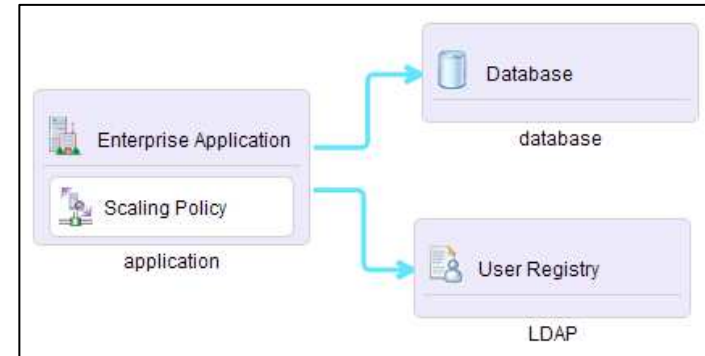 Enterprise Application
Scaling Policy
application
Database
database
User Registry
LDAP